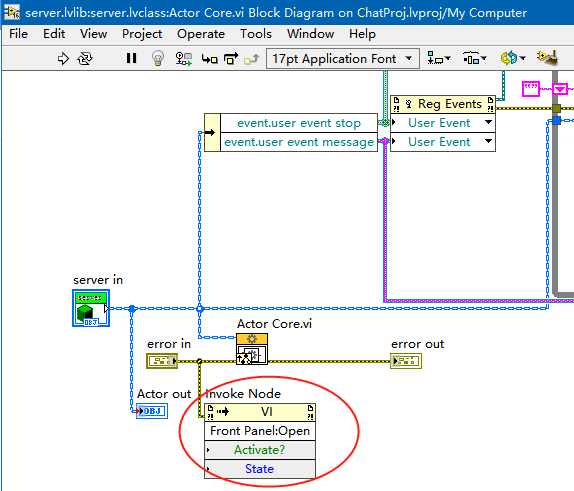 server.lvlib:server.lvclass:Actor Core.vi Block Diagram on ChatProj.lvproj/My Computer
File Edit View Project Operate Tools Window Help
17pt Application Font
Reg Events
event.user event stop
User Event
event.user event message
User Event
server in
server
OBJ
Actor Core.vi
error in
error out
Actor out
OBJ
Invoke Node
VI
Front Panel:Open
Activate?
State